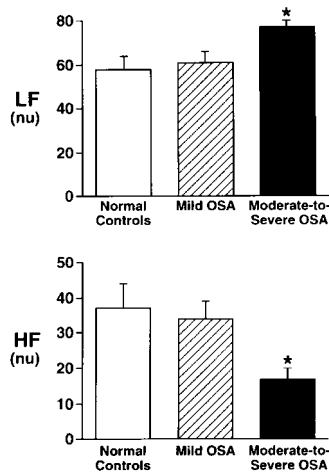 80
*
60
LF
(nu)
40
20
0
Normal Controls
Mild OSA
Moderate-to-Severe OSA
50
40
HF
(nu)
30
*
20
10
0
Normal Controls
Mild OSA
Moderate-to-Severe OSA